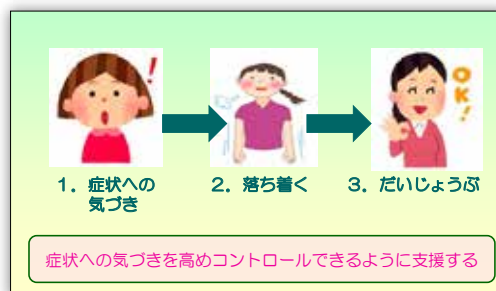 !
OK!
1. 症状への
気づき
2. 落ち着く
3. だいじょうぶ
症状への気づきを高めコントロールできるように支援する